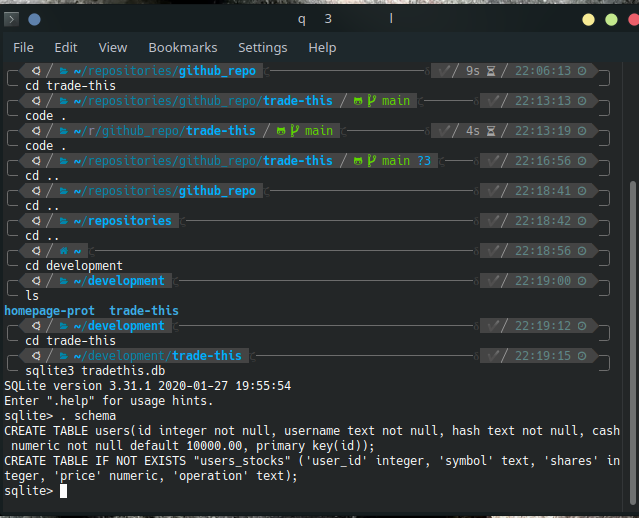 q 3 l
File Edit View Bookmarks Settings Help
~/repositories/github_repo 9s 22:06:13
cd trade-this
~/repositories/github_repo/trade-this / main 22:13:13
code .
~/r/github_repo/trade-this / main 4s 22:13:19
code .
~/repositories/github_repo/trade-this / main ?3 22:16:56
cd ..
~/repositories/github_repo 22:18:41
cd ..
~/repositories 22:18:42
cd ..
~ 22:18:56
cd development
~/development 22:19:00
ls
homepage-prot trade-this
~/development 22:19:12
cd trade-this
~/development/trade-this 22:19:15
sqlite3 tradethis.db
SQLite version 3.31.1 2020-01-27 19:55:54
Enter ".help" for usage hints.
sqlite> . schema
CREATE TABLE users(id integer not null, username text not null, hash text not null, cash
numeric not null default 10000.00, primary key(id));
CREATE TABLE IF NOT EXISTS "users_stocks" ('user_id' integer, 'symbol' text, 'shares' in
teger, 'price' numeric, 'operation' text);
sqlite>